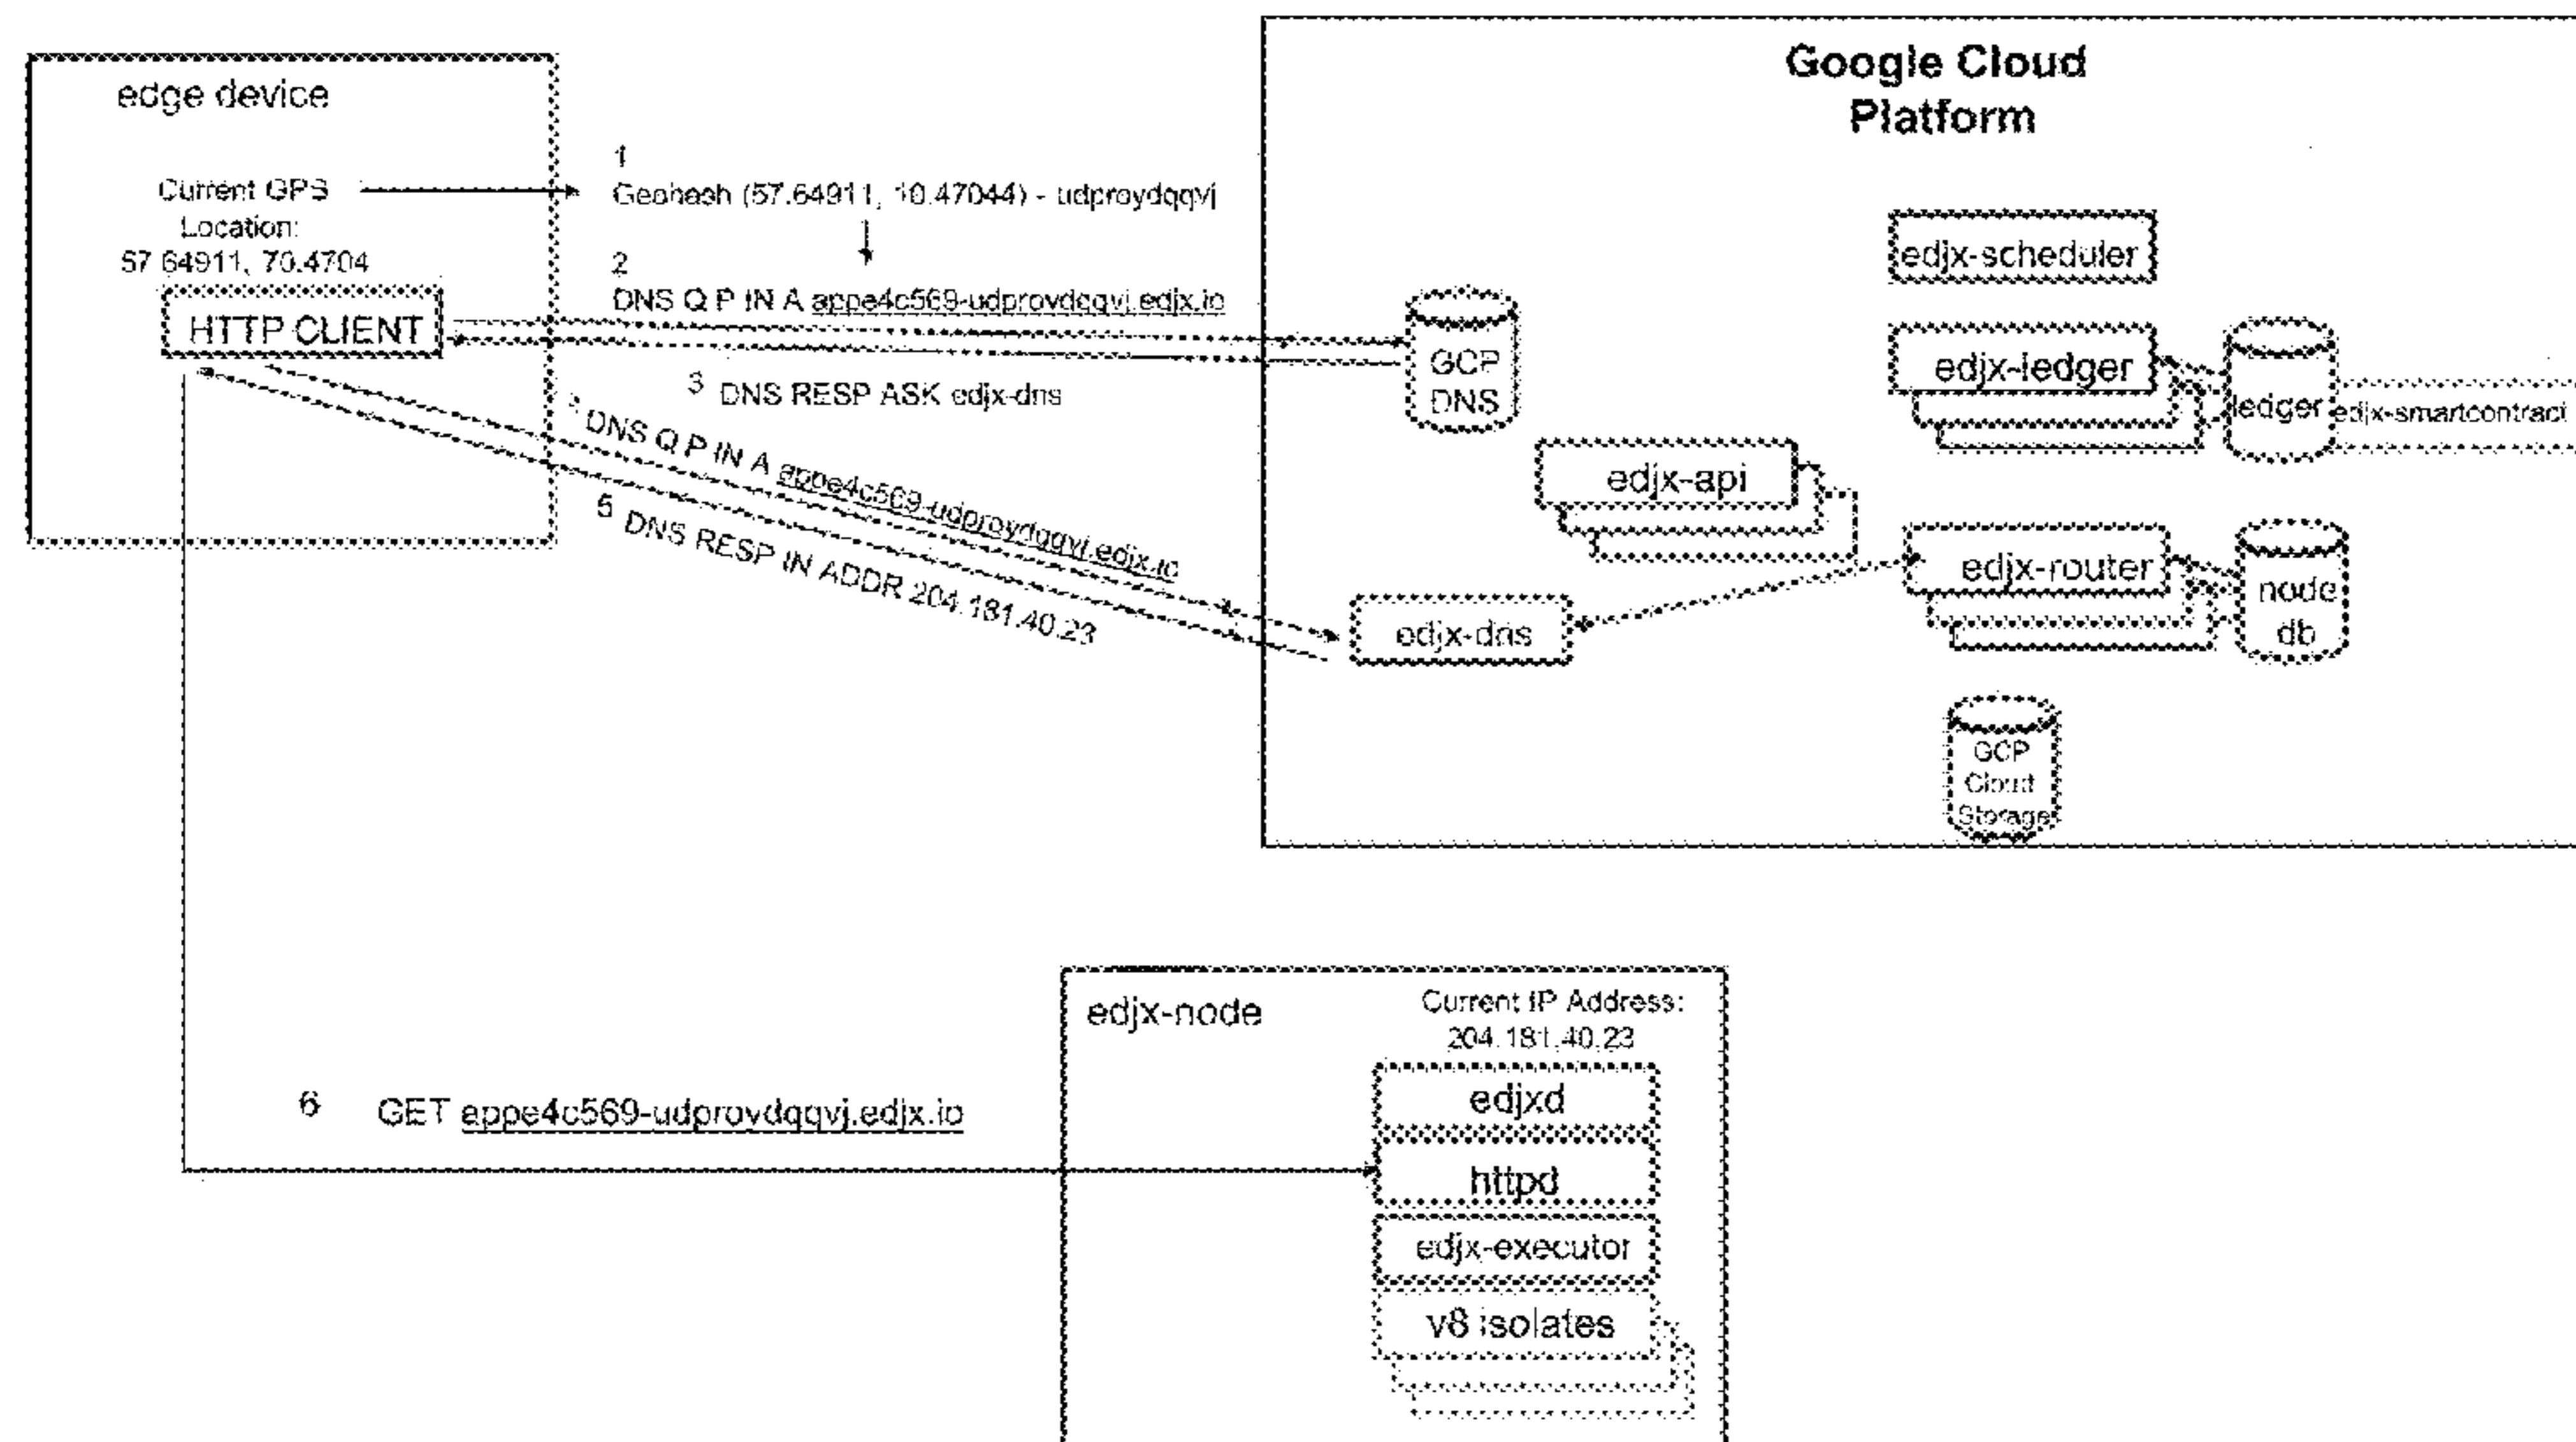 edge device
Current GPS
Location:
57 64911, 70.4704
HTTP CLIENT
1
Geohash (57.64911, 10.47044) - udproydqqvj
2
DNS Q P IN A appe4c569-udprovdqqvj.edjx.io
3 DNS RESP ASK edjx-dns
DNS Q P IN A appe4c569-udproydqqvj.edjx.io
5 DNS RESP IN ADDR 204.181.40.23
Google Cloud
Platform
edjx-scheduler
GCP
DNS
edjx-ledger
ledger
edjx-smartcontract
edjx-api
edjx-router
node
db
edjx-dns
GCP
Cloud
Storage
edjx-node
Current IP Address:
204.181.40.23
edjxd
6 GET appe4c569-udprovdqqvj.edjx.io
httpd
edjx-executor
v8 isolates